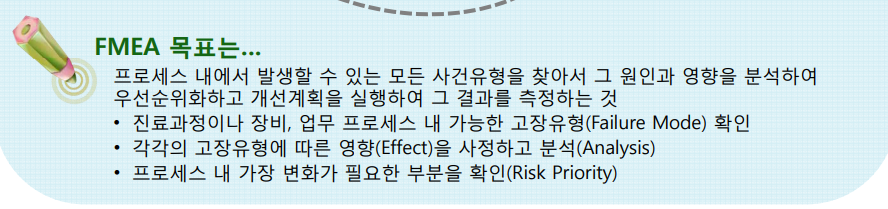 FMEA 목표는...
프로세스 내에서 발생할 수 있는 모든 사건유형을 찾아서 그 원인과 영향을 분석하여
우선순위화하고 개선계획을 실행하여 그 결과를 측정하는 것
• 진료과정이나 장비, 업무 프로세스 내 가능한 고장유형(Failure Mode) 확인
• 각각의 고장유형에 따른 영향(Effect)을 사정하고 분석(Analysis)
• 프로세스 내 가장 변화가 필요한 부분을 확인(Risk Priority)